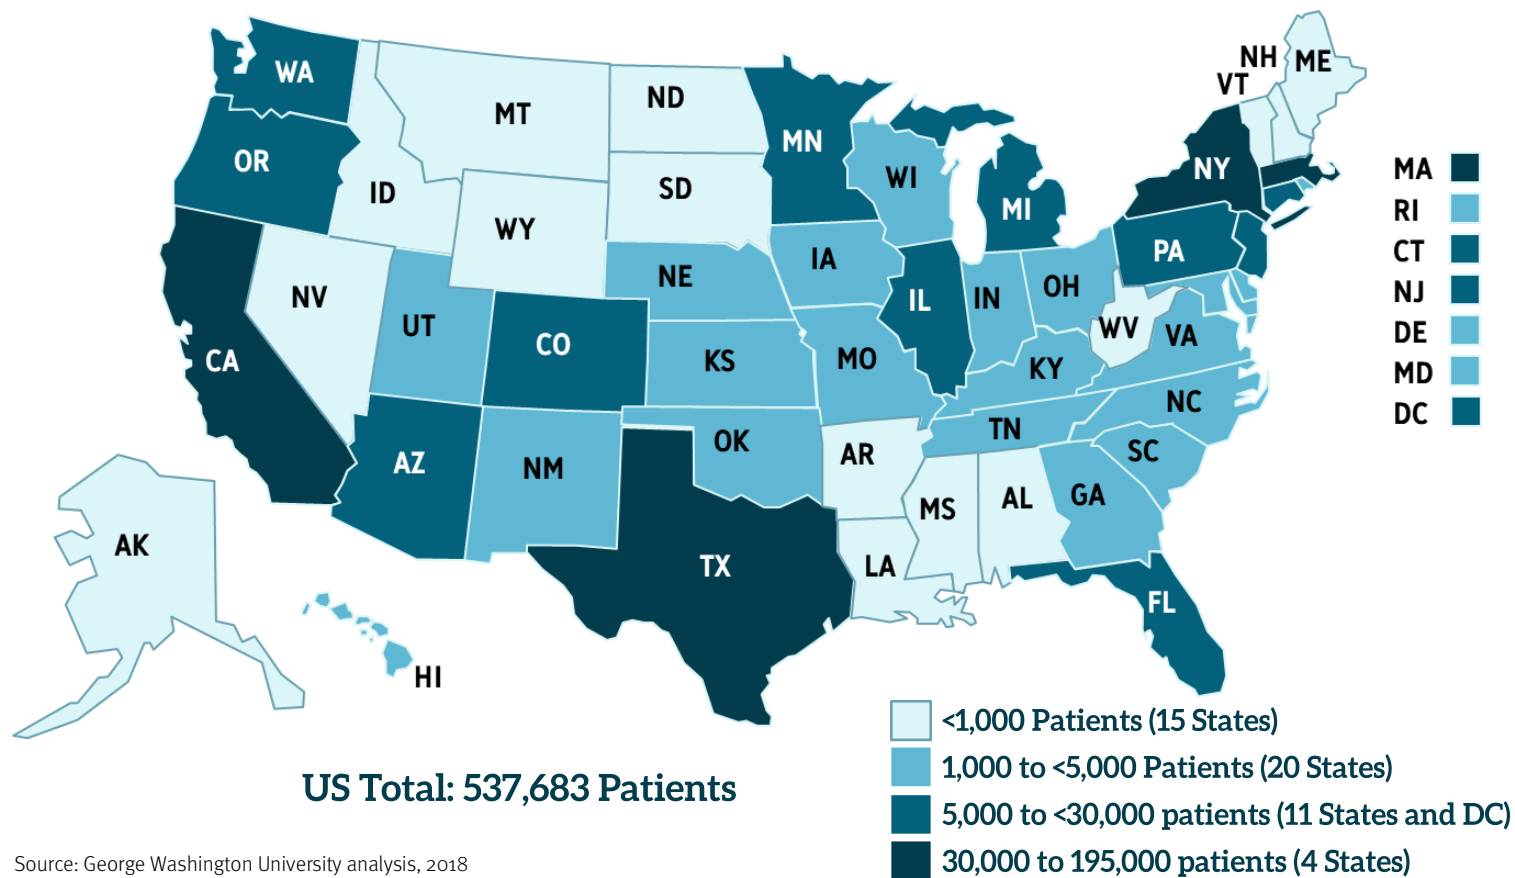 NH
ME
VT
WA
MT
ND
MN
OR
ID
SD
WI
NY
MA
WY
MI
RI
NV
NE
IA
PA
CT
UT
CO
IL
IN
OH
NJ
CA
KS
MO
WV
VA
DE
KY
MD
AZ
NM
OK
AR
TN
NC
DC
SC
MS
AL
GA
AK
TX
LA
FL
HI
<1,000 Patients (15 States)
1,000 to <5,000 Patients (20 States)
5,000 to <30,000 patients (11 States and DC)
30,000 to 195,000 patients (4 States)
US Total: 537,683 Patients
Source: George Washington University analysis, 2018